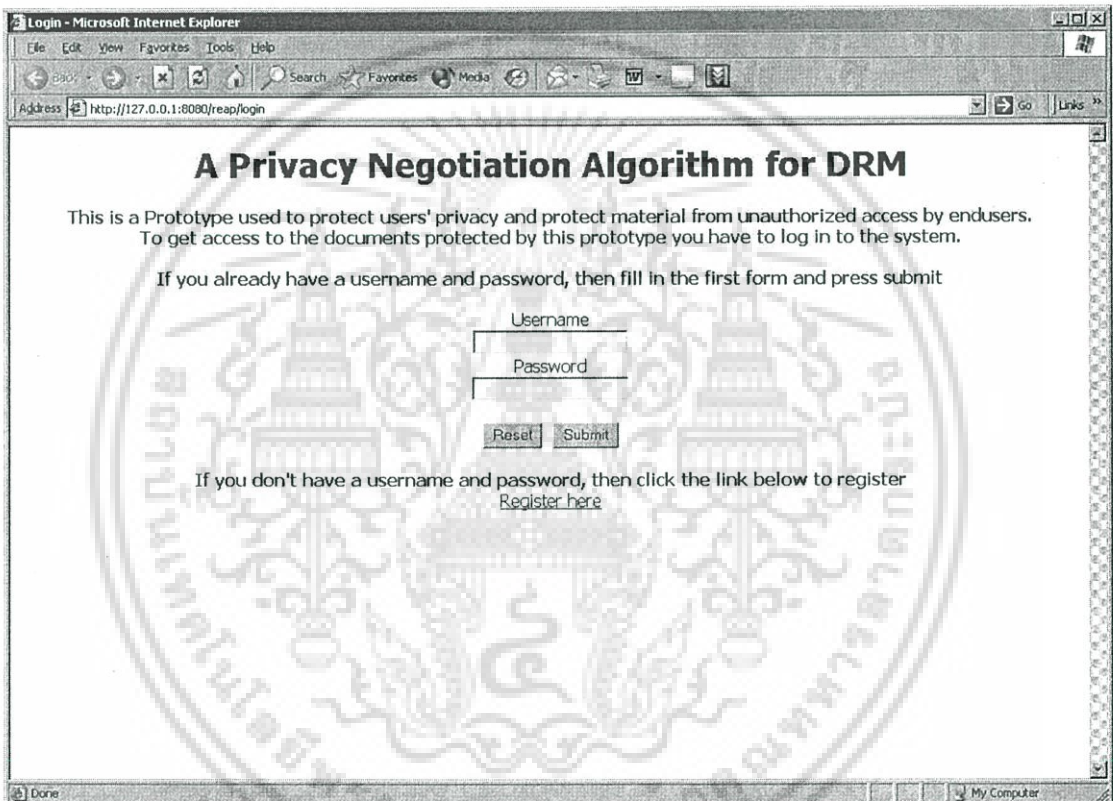 Login - Microsoft Internet Explorer
File Edit View Favorites Tools Help
Back Search Favorites Media
Address http://127.0.0.1:8080/reap/login Go Links »
A Privacy Negotiation Algorithm for DRM
This is a Prototype used to protect users' privacy and protect material from unauthorized access by endusers.
To get access to the documents protected by this prototype you have to log in to the system.
If you already have a username and password, then fill in the first form and press submit
Username
Password
Reset Submit
If you don't have a username and password, then click the link below to register
Register here
Done My Computer